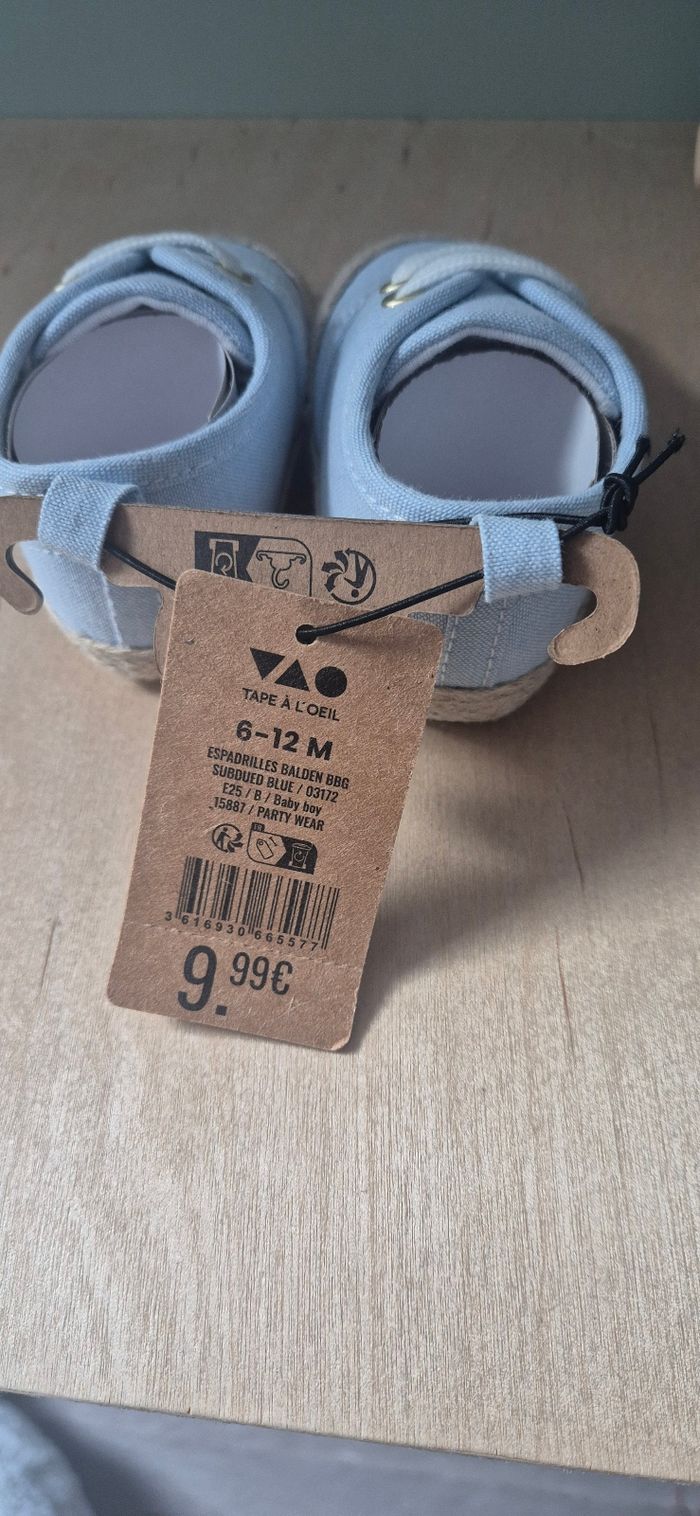 TAPE À L'OEIL
6-12 M
ESPADRILLES BALDEN BBG
SUBDUED BLUE / 03172
E25 / B / Baby boy
15887 / PARTY WEAR
3 616930 665577
9.99€